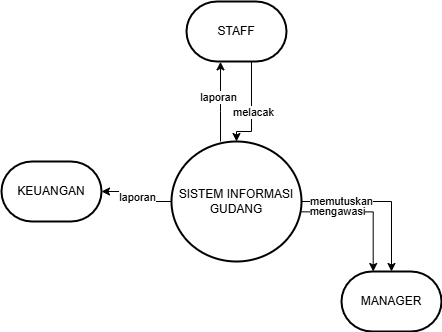 STAFF
laporan
melacak
KEUANGAN
laporan
SISTEM INFORMASI
GUDANG
memutuskan
mengawasi
MANAGER